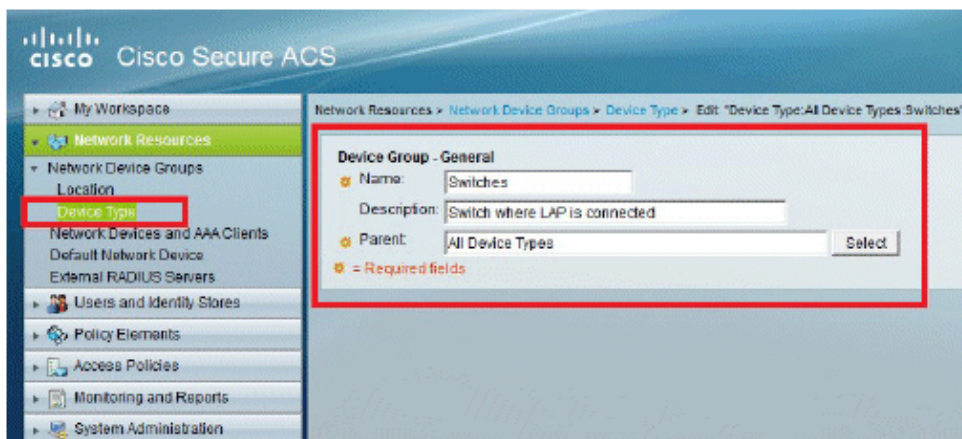 CISCO Cisco Secure ACS
My Workspace
Network Resources
Network Device Groups
Location
Device Type
Network Devices and AAA Clients
Default Network Device
External RADIUS Servers
Users and Identity Stores
Policy Elements
Access Policies
Monitoring and Reports
System Administration
Network Resources > Network Device Groups > Device Type > Edit "Device Type:All Device Types:Switches"
Device Group - General
Name: Switches
Description: Switch where LAP is connected
Parent: All Device Types Select
= Required fields